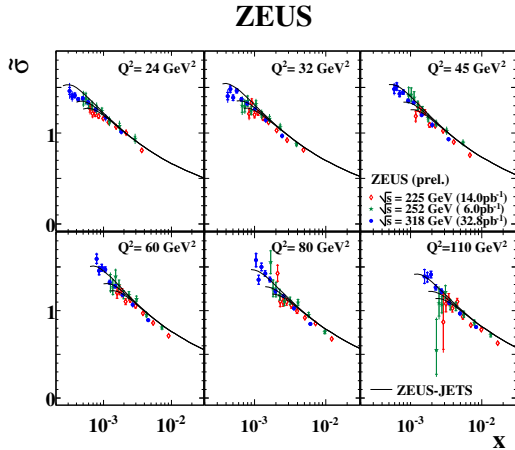 ZEUS
σ̃
Q² = 24 GeV²
Q² = 32 GeV²
Q² = 45 GeV²
1
ZEUS (prel.)
√s = 225 GeV (14.0pb⁻¹)
√s = 252 GeV ( 6.0pb⁻¹)
√s = 318 GeV (32.8pb⁻¹)
0
Q² = 60 GeV²
Q² = 80 GeV²
Q² =110 GeV²
1
ZEUS-JETS
0
10⁻³ 10⁻² 10⁻³ 10⁻² 10⁻³ 10⁻²
x